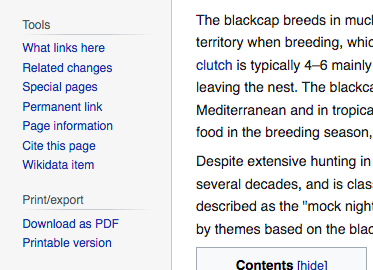 Tools
What links here
Related changes
Special pages
Permanent link
Page information
Cite this page
Wikidata item
Print/export
Download as PDF
Printable version
The blackcap breeds in much
territory when breeding, whic
clutch is typically 4–6 mainly
leaving the nest. The blackca
Mediterranean and in tropica
food in the breeding season,
Despite extensive hunting in
several decades, and is clas
described as the "mock night
by themes based on the blac
Contents [hide]